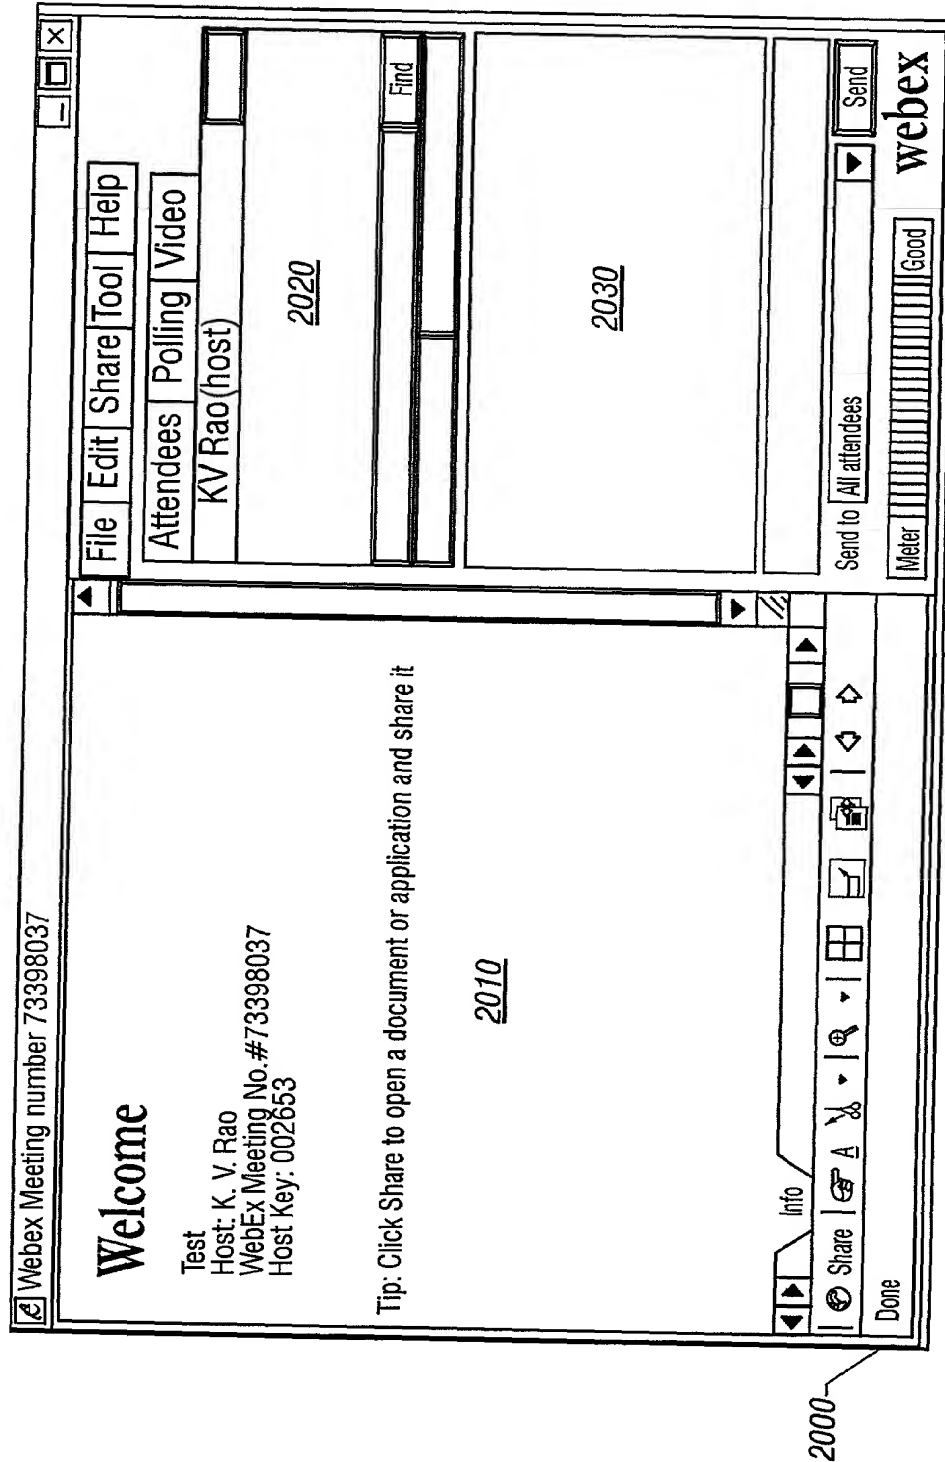 Webex Meeting number 73398037
Welcome
Test
Host: K. V. Rao
WebEx Meeting No.#73398037
Host Key: 002653
Tip: Click Share to open a document or application and share it
2010
Info
Share
A
Done
File Edit Share Tool Help
Attendees Polling Video
KV Rao(host)
2020
Find
2030
Send to All attendees Send
Meter Good
webex
2000